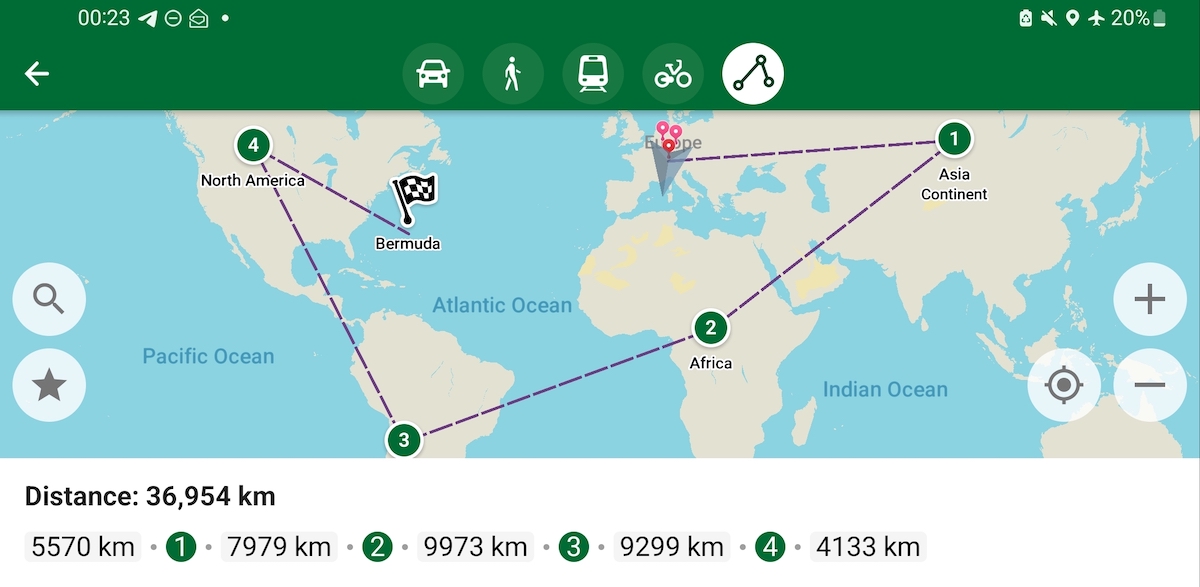 00:23
20%
Europe
4
1
North America
Asia
Continent
Bermuda
Atlantic Ocean
2
Africa
Pacific Ocean
Indian Ocean
3
Distance: 36,954 km
5570 km • 1 • 7979 km • 2 • 9973 km • 3 • 9299 km • 4 • 4133 km